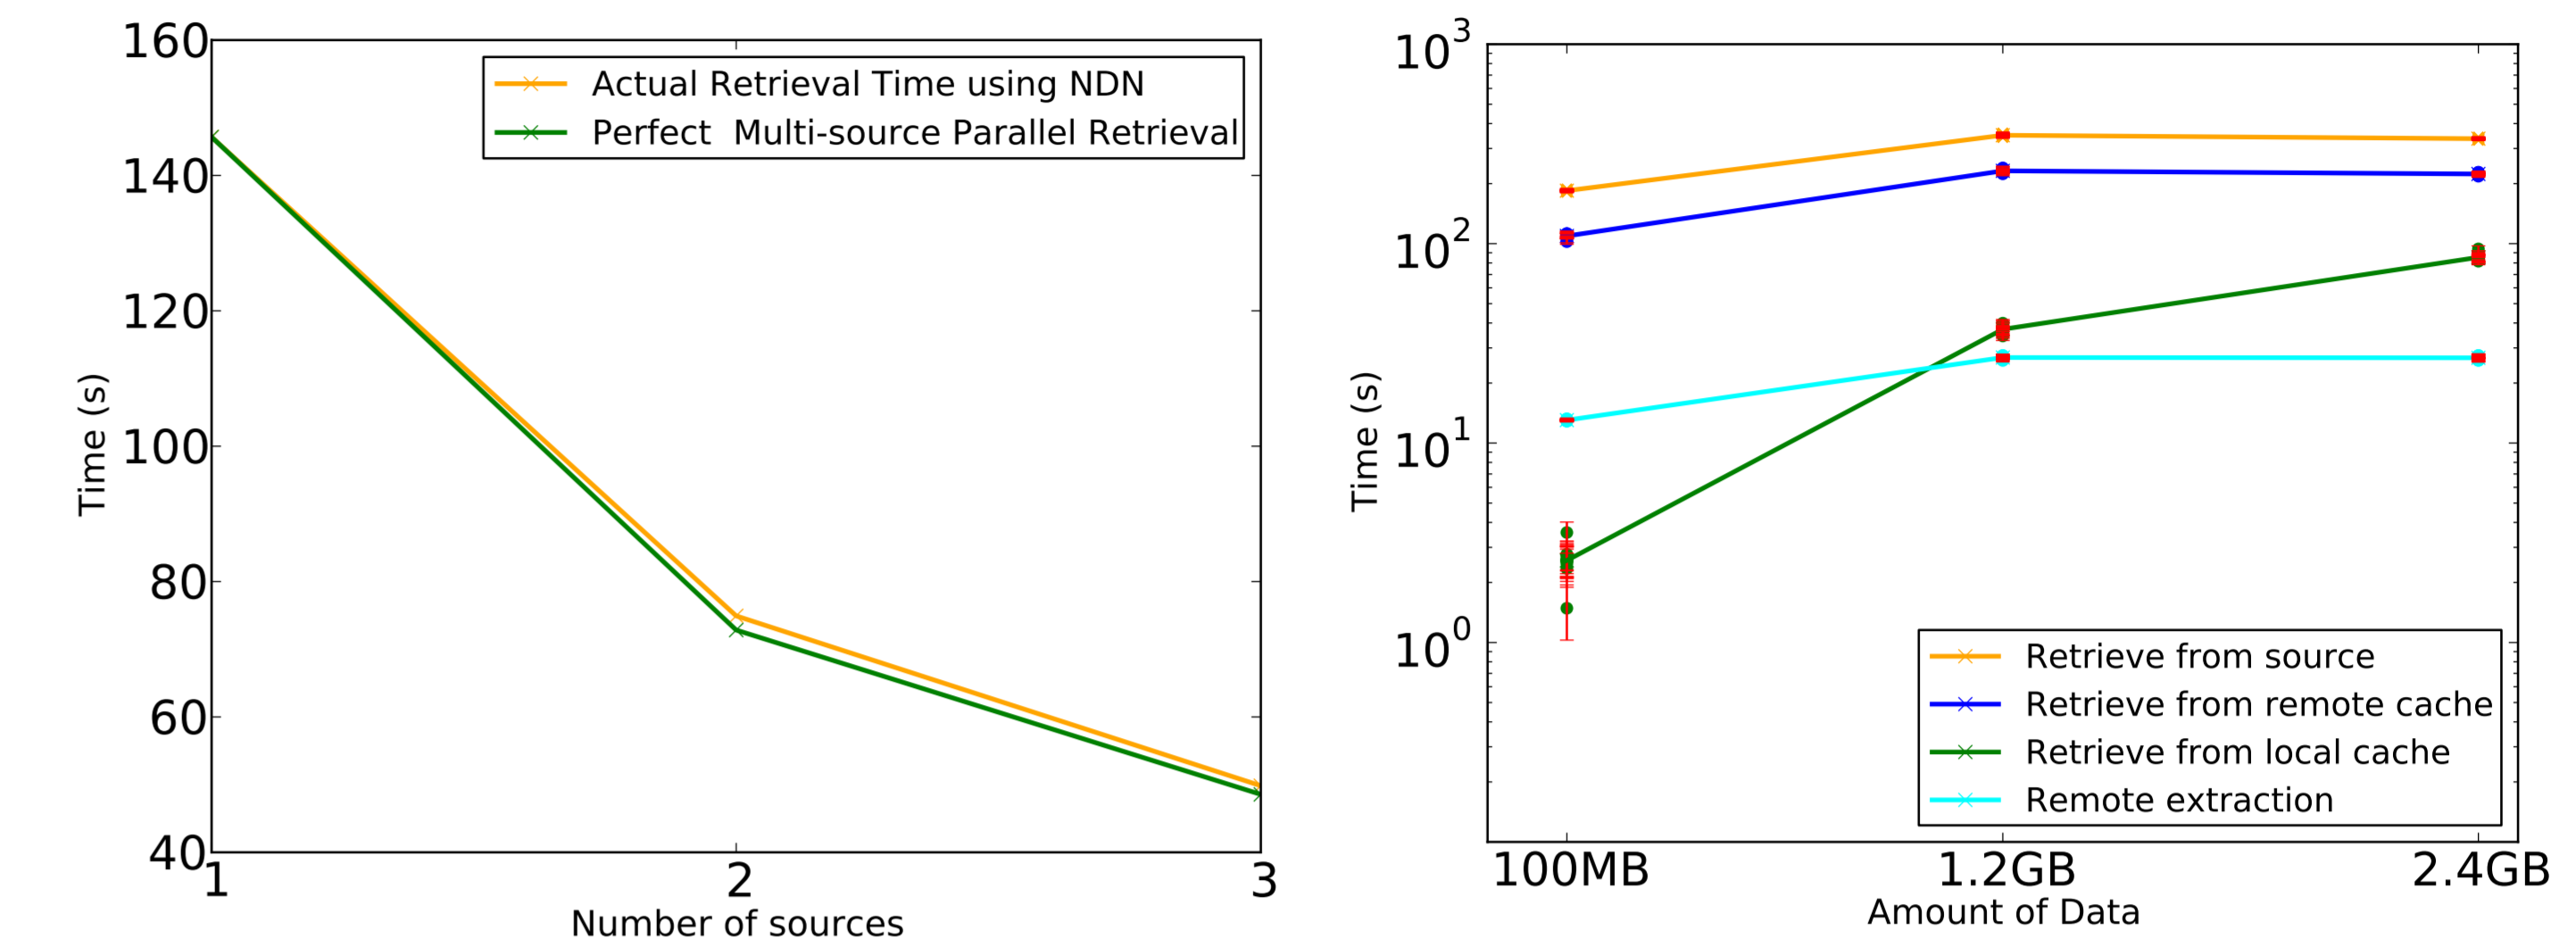 160
140
120
100
80
60
40
Time (s)
Actual Retrieval Time using NDN
Perfect  Multi-source Parallel Retrieval
1
2
3
Number of sources
10^3
10^2
10^1
10^0
Time (s)
Retrieve from source
Retrieve from remote cache
Retrieve from local cache
Remote extraction
100MB
1.2GB
2.4GB
Amount of Data